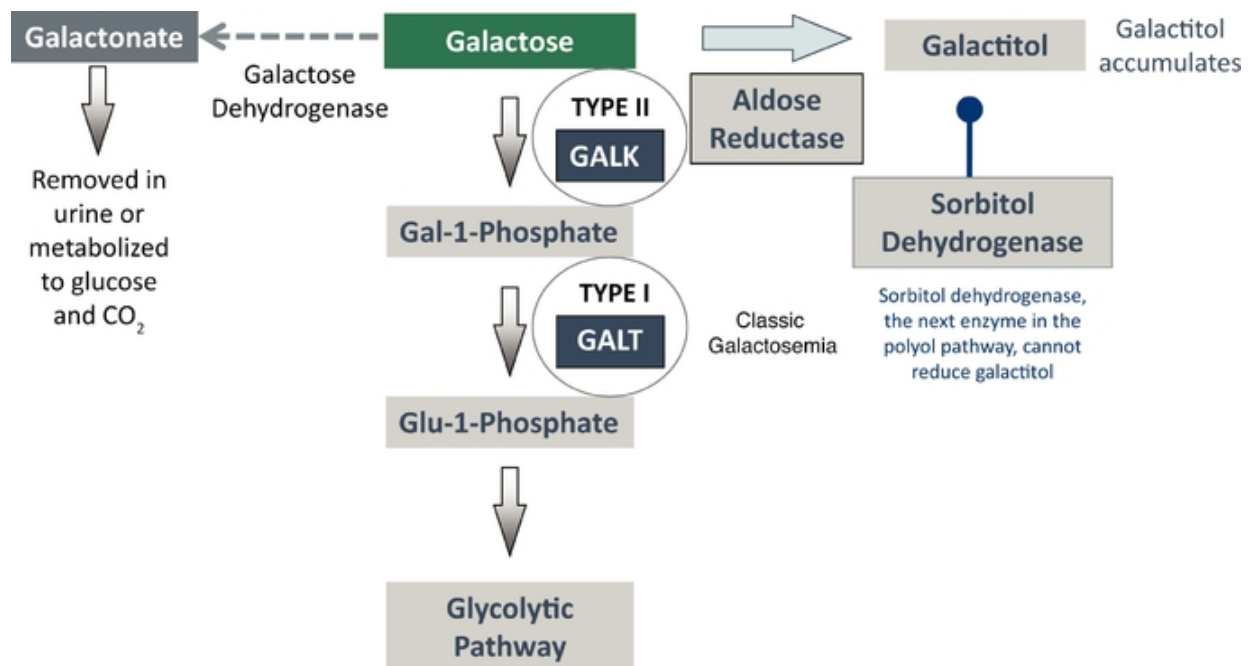 Galactonate
Galactose
Dehydrogenase
Removed in
urine or
metabolized
to glucose
and CO₂
Galactose
TYPE II
GALK
Gal-1-Phosphate
TYPE I
GALT
Classic
Galactosemia
Glu-1-Phosphate
Glycolytic
Pathway
Aldose
Reductase
Galactitol
Galactitol
accumulates
Sorbitol
Dehydrogenase
Sorbitol dehydrogenase,
the next enzyme in the
polyol pathway, cannot
reduce galactitol